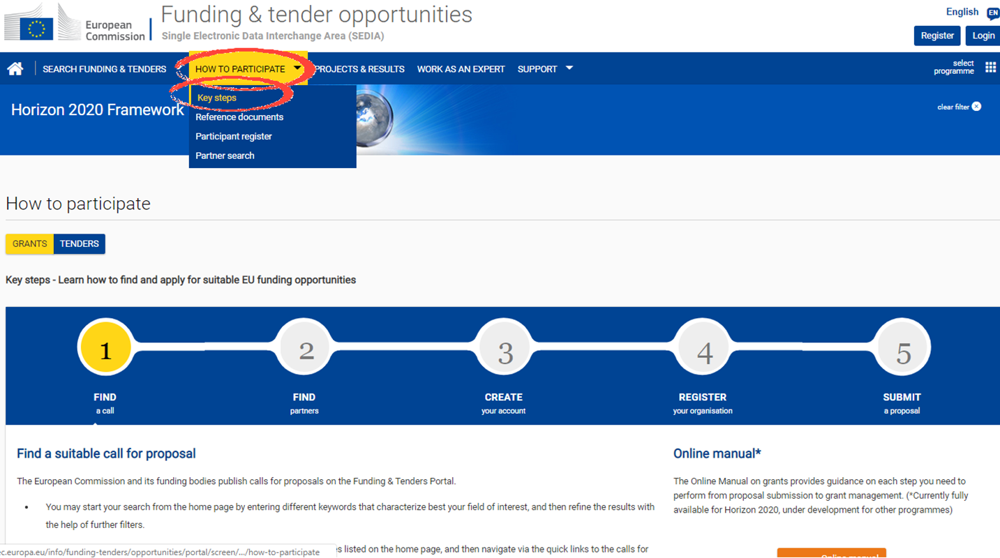 European
Commission
Funding & tender opportunities
Single Electronic Data Interchange Area (SEDIA)
English EN
Register Login
SEARCH FUNDING & TENDERS HOW TO PARTICIPATE PROJECTS & RESULTS WORK AS AN EXPERT SUPPORT
select
programme
Horizon 2020 Framework
clear filter
Key steps
Reference documents
Participant register
Partner search
How to participate
GRANTS TENDERS
Key steps - Learn how to find and apply for suitable EU funding opportunities
1 2 3 4 5
FIND FIND CREATE REGISTER SUBMIT
a call partners your account your organisation a proposal
Find a suitable call for proposal
The European Commission and its funding bodies publish calls for proposals on the Funding & Tenders Portal.
• You may start your search from the home page by entering different keywords that characterize best your field of interest, and then refine the results with
the help of further filters.
s listed on the home page, and then navigate via the quick links to the calls for
Online manual*
The Online Manual on grants provides guidance on each step you need to
perform from proposal submission to grant management. (*Currently fully
available for Horizon 2020, under development for other programmes)
Online manual
ec.europa.eu/info/funding-tenders/opportunities/portal/screen/.../how-to-participate